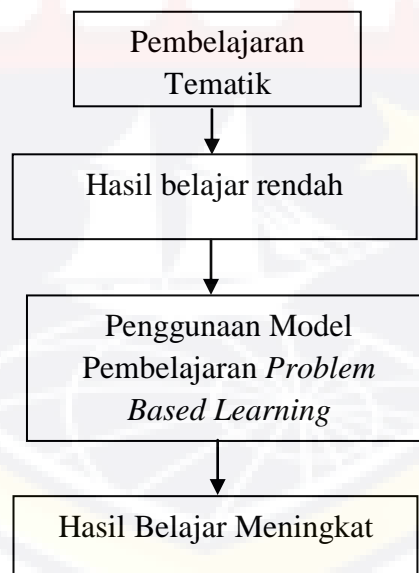 Pembelajaran
Tematik
Hasil belajar rendah
Penggunaan Model
Pembelajaran Problem
Based Learning
Hasil Belajar Meningkat